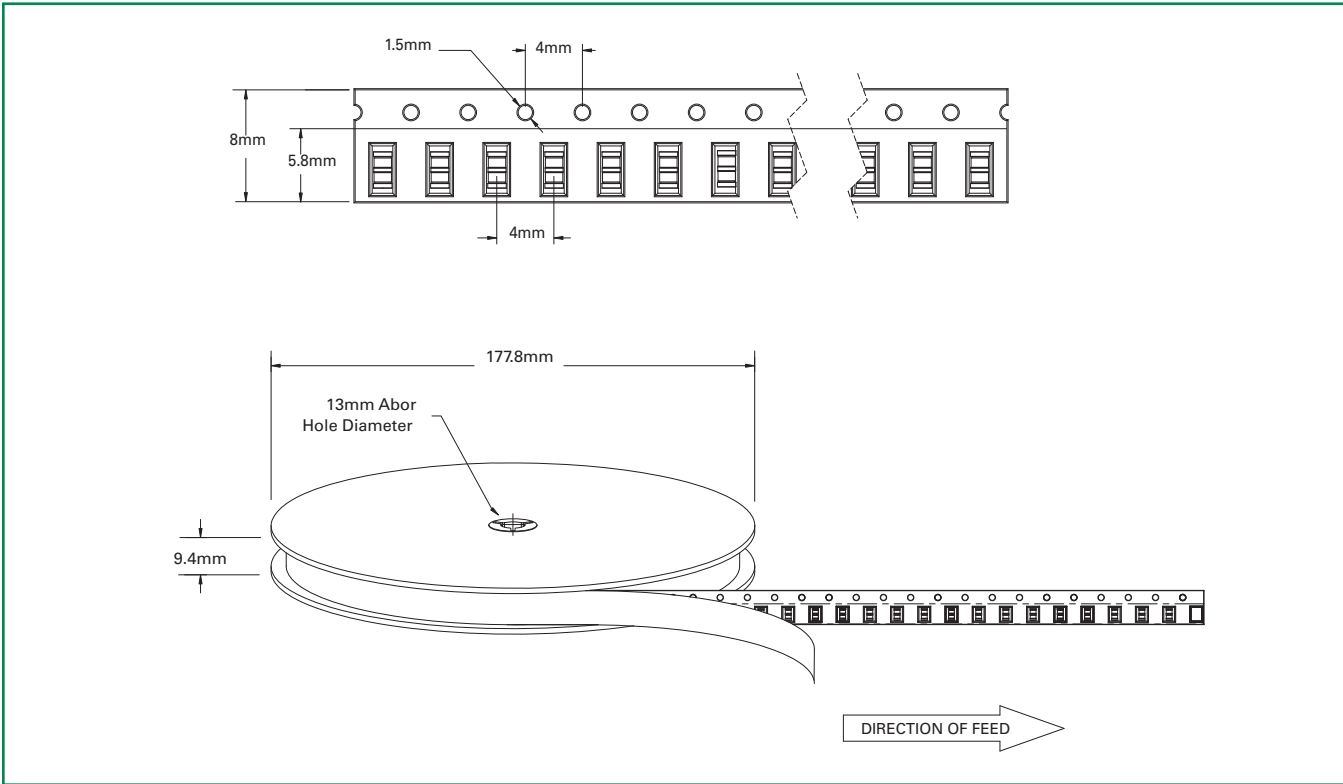 1.5mm
4mm
8mm
5.8mm
4mm
177.8mm
13mm Abor
Hole Diameter
9.4mm
DIRECTION OF FEED